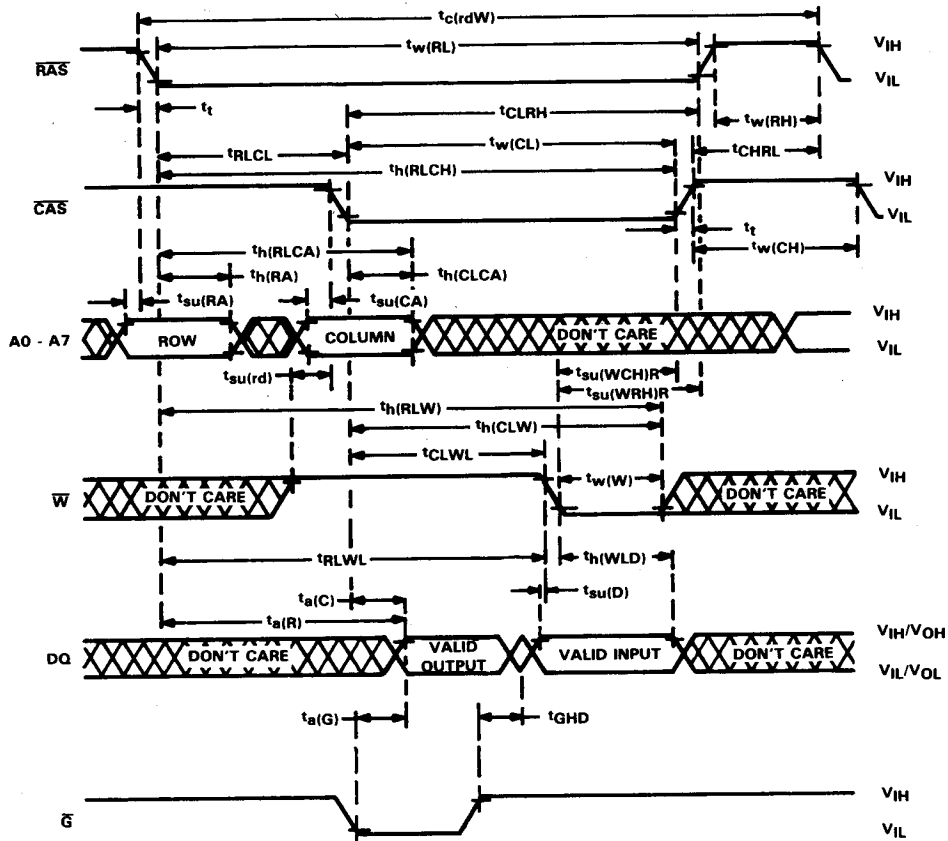 tc(rdW)
tw(RL)
VIH
RAS
VIL
tt
tCLRH
tw(RH)
tw(CL)
tRLCL
tCHRL
th(RLCH)
VIH
CAS
VIL
tt
th(RLCA)
tw(CH)
th(RA)
th(CLCA)
tsu(RA)
tsu(CA)
VIH
A0 - A7
ROW
COLUMN
DON'T CARE
VIL
tsu(rd)
tsu(WCH)R
tsu(WRH)R
th(RLW)
th(CLW)
tCLWL
VIH
W
DON'T CARE
tw(W)
DON'T CARE
VIL
tRLWL
th(WLD)
tsu(D)
ta(C)
ta(R)
VIH/VOH
DQ
DON'T CARE
VALID OUTPUT
VALID INPUT
DON'T CARE
VIL/VOL
ta(G)
tGHD
VIH
G
VIL